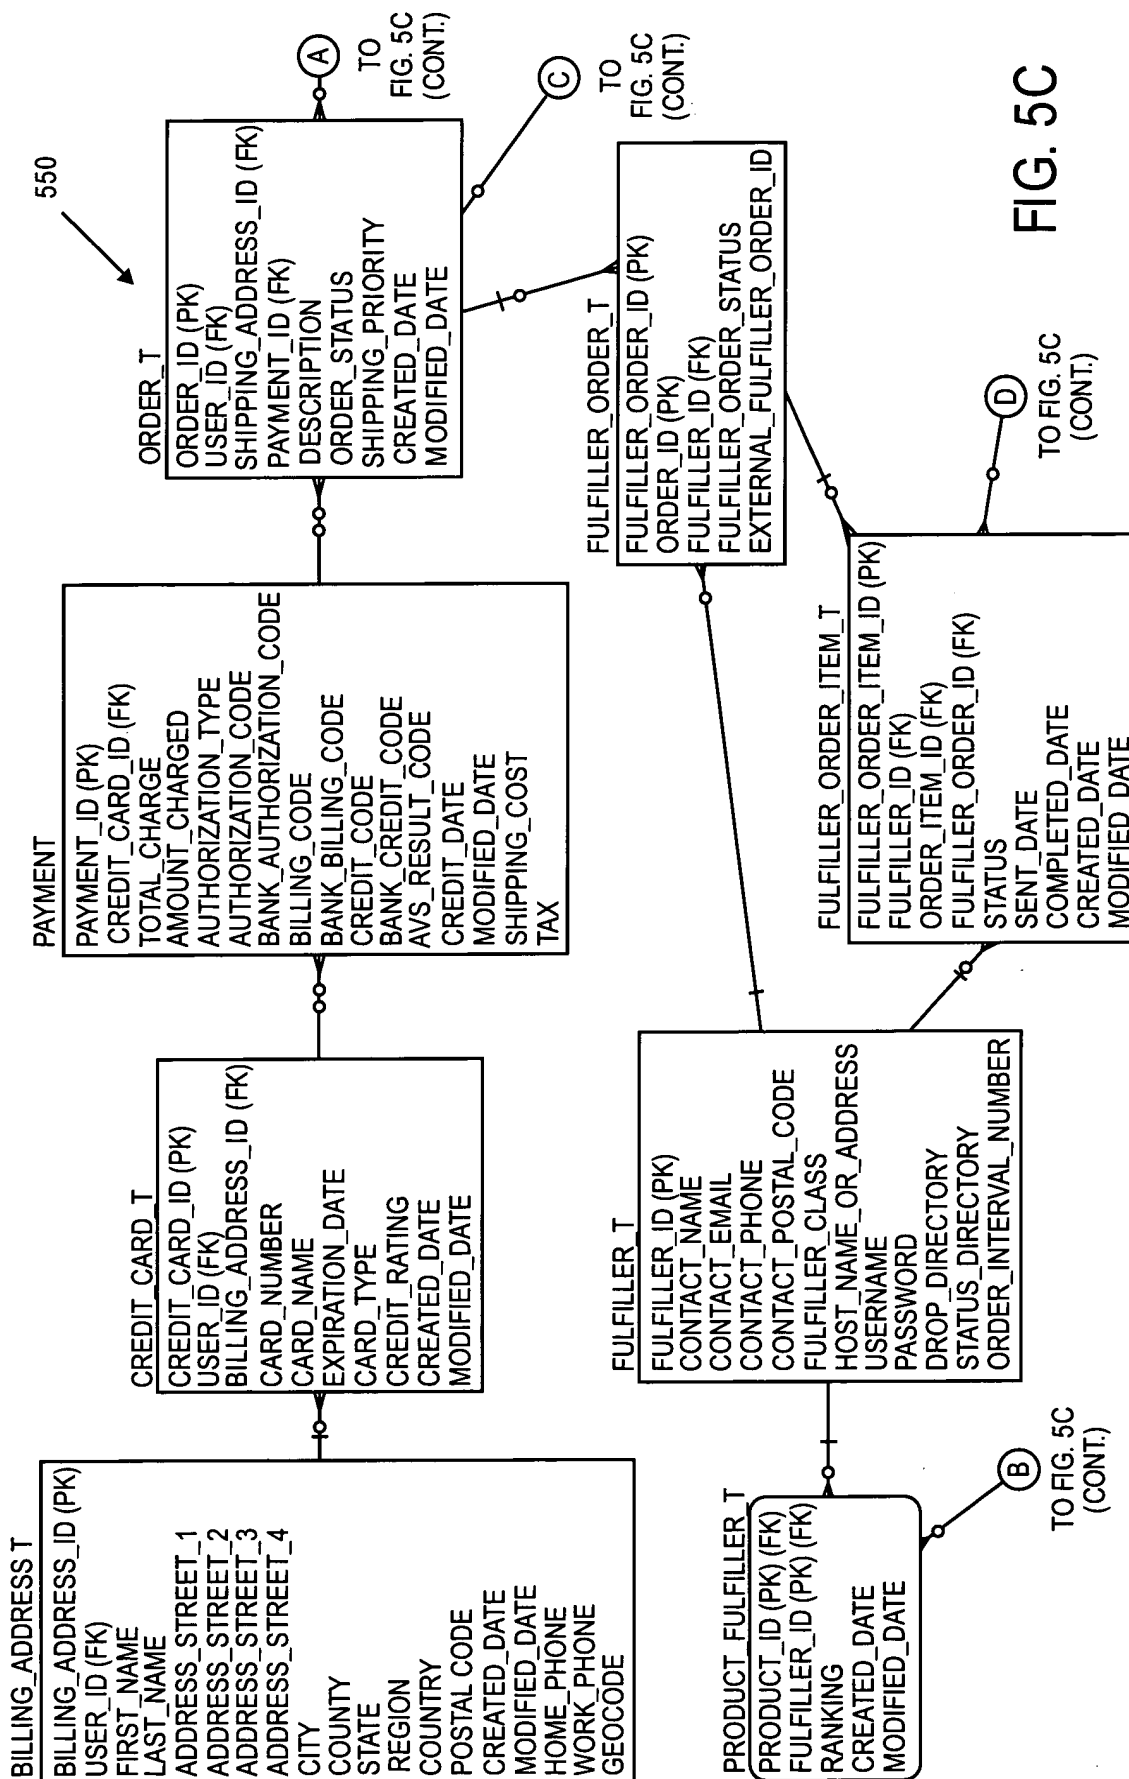 550
BILLING_ADDRESS T
BILLING_ADDRESS_ID (PK)
USER_ID (FK)
FIRST_NAME
LAST_NAME
ADDRESS_STREET_1
ADDRESS_STREET_2
ADDRESS_STREET_3
ADDRESS_STREET_4
CITY
COUNTY
STATE
REGION
COUNTRY
POSTAL CODE
CREATED_DATE
MODIFIED_DATE
HOME_PHONE
WORK_PHONE
GEOCODE
CREDIT_CARD_T
CREDIT_CARD_ID (PK)
USER_ID (FK)
BILLING_ADDRESS_ID (FK)
CARD_NUMBER
CARD_NAME
EXPIRATION_DATE
CARD_TYPE
CREDIT_RATING
CREATED_DATE
MODIFIED_DATE
PAYMENT
PAYMENT_ID (PK)
CREDIT_CARD_ID (FK)
TOTAL_CHARGE
AMOUNT_CHARGED
AUTHORIZATION_TYPE
AUTHORIZATION_CODE
BANK_AUTHORIZATION_CODE
BILLING_CODE
BANK_BILLING_CODE
CREDIT_CODE
BANK_CREDIT_CODE
AVS_RESULT_CODE
CREDIT_DATE
MODIFIED_DATE
SHIPPING_COST
TAX
ORDER_T
ORDER_ID (PK)
USER_ID (FK)
SHIPPING_ADDRESS_ID (FK)
PAYMENT_ID (FK)
DESCRIPTION
ORDER_STATUS
SHIPPING_PRIORITY
CREATED_DATE
MODIFIED_DATE
A
TO
FIG. 5C
(CONT.)
C
TO
FIG. 5C
(CONT.)
PRODUCT_FULFILLER_T
PRODUCT_ID (PK) (FK)
FULFILLER_ID (PK) (FK)
RANKING
CREATED_DATE
MODIFIED_DATE
B
TO FIG. 5C
(CONT.)
FULFILLER_T
FULFILLER_ID (PK)
CONTACT_NAME
CONTACT_EMAIL
CONTACT_PHONE
CONTACT_POSTAL_CODE
FULFILLER_CLASS
HOST_NAME_OR_ADDRESS
USERNAME
PASSWORD
DROP_DIRECTORY
STATUS_DIRECTORY
ORDER_INTERVAL_NUMBER
FULFILLER_ORDER_T
FULFILLER_ORDER_ID (PK)
ORDER_ID (PK)
FULFILLER_ID (FK)
FULFILLER_ORDER_STATUS
EXTERNAL_FULFILLER_ORDER_ID
FULFILLER_ORDER_ITEM_T
FULFILLER_ORDER_ITEM_ID (PK)
FULFILLER_ID (FK)
ORDER_ITEM_ID (FK)
FULFILLER_ORDER_ID (FK)
STATUS
SENT_DATE
COMPLETED_DATE
CREATED_DATE
MODIFIED_DATE
D
TO FIG. 5C
(CONT.)
FIG. 5C